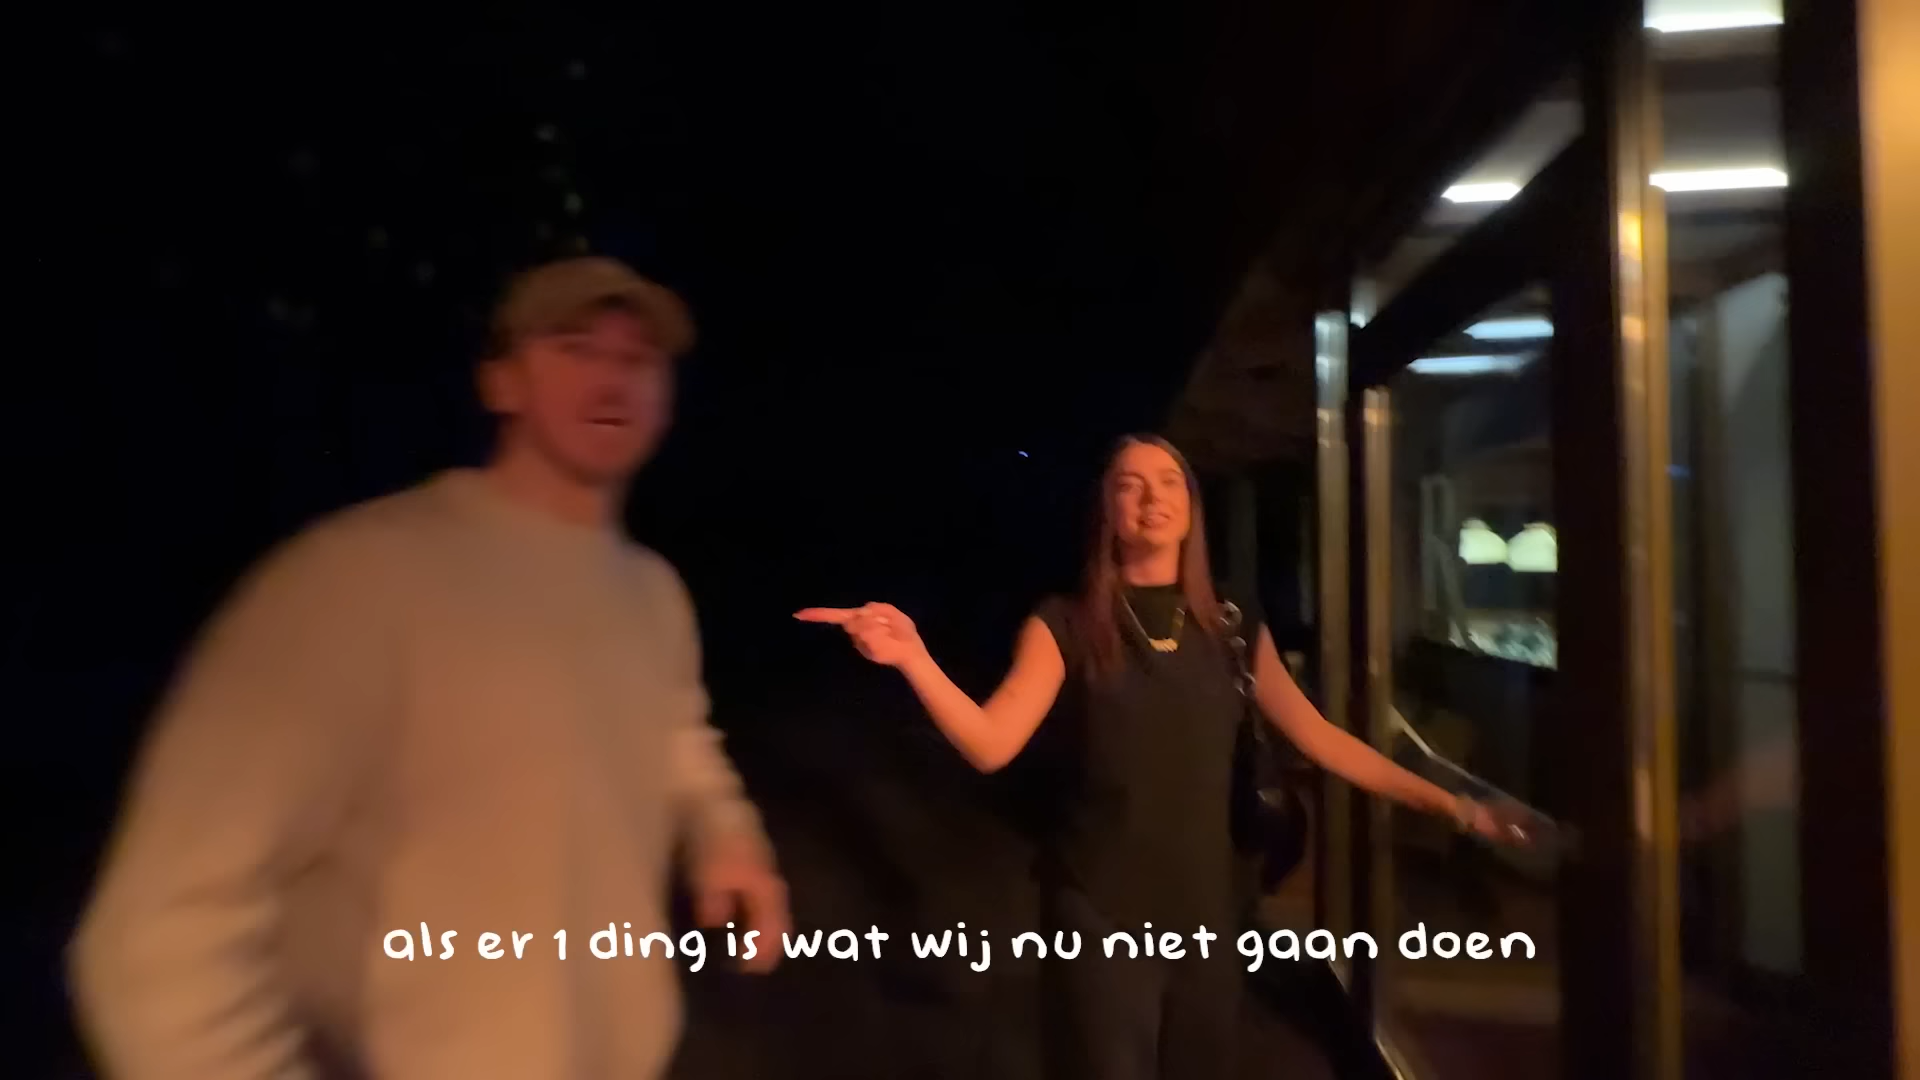 als er 1 ding is wat wij nu niet gaan doen